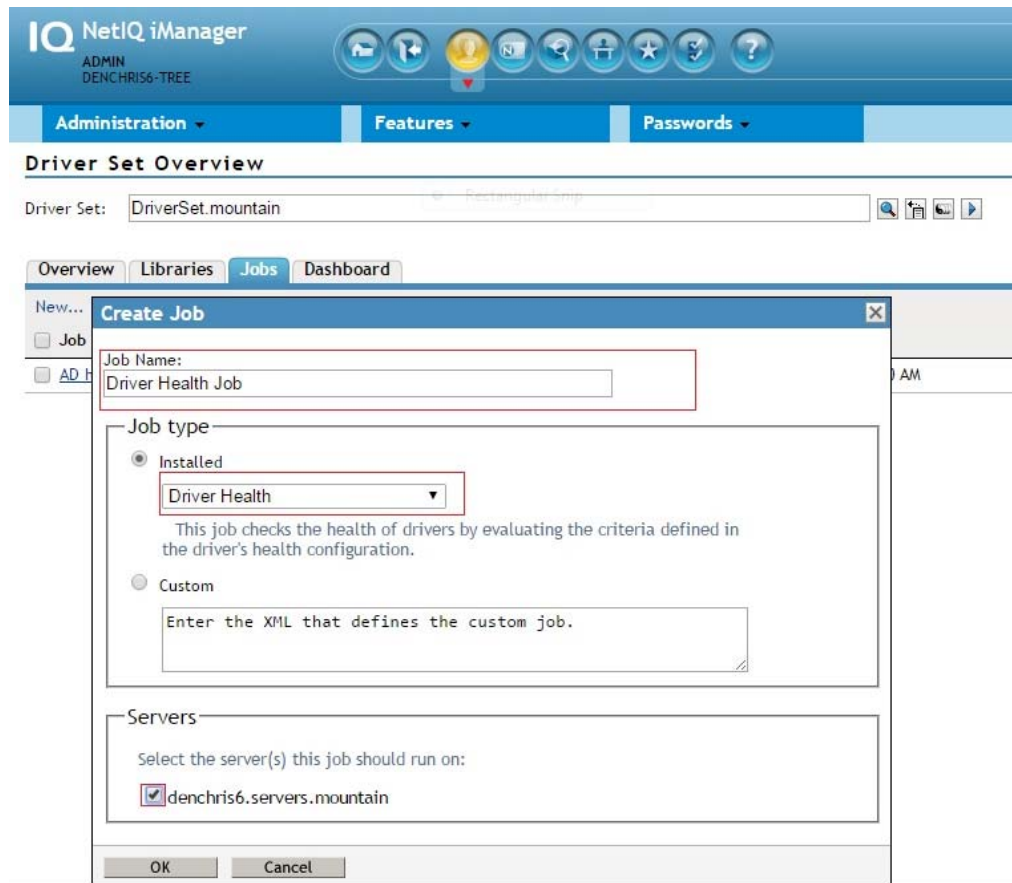 IQ NetIQ iManager
ADMIN
DENCHRIS6-TREE
N
?
Administration
Features
Passwords
Driver Set Overview
Rectangular Snip
Driver Set: DriverSet.mountain
Overview Libraries Jobs Dashboard
New...
Create Job
Job
Job Name:
AD
AM
Driver Health Job
Job type
Installed
Driver Health
This job checks the health of drivers by evaluating the criteria defined in
the driver's health configuration.
Custom
Enter the XML that defines the custom job.
Servers
Select the server(s) this job should run on:
denchris6.servers.mountain
OK Cancel